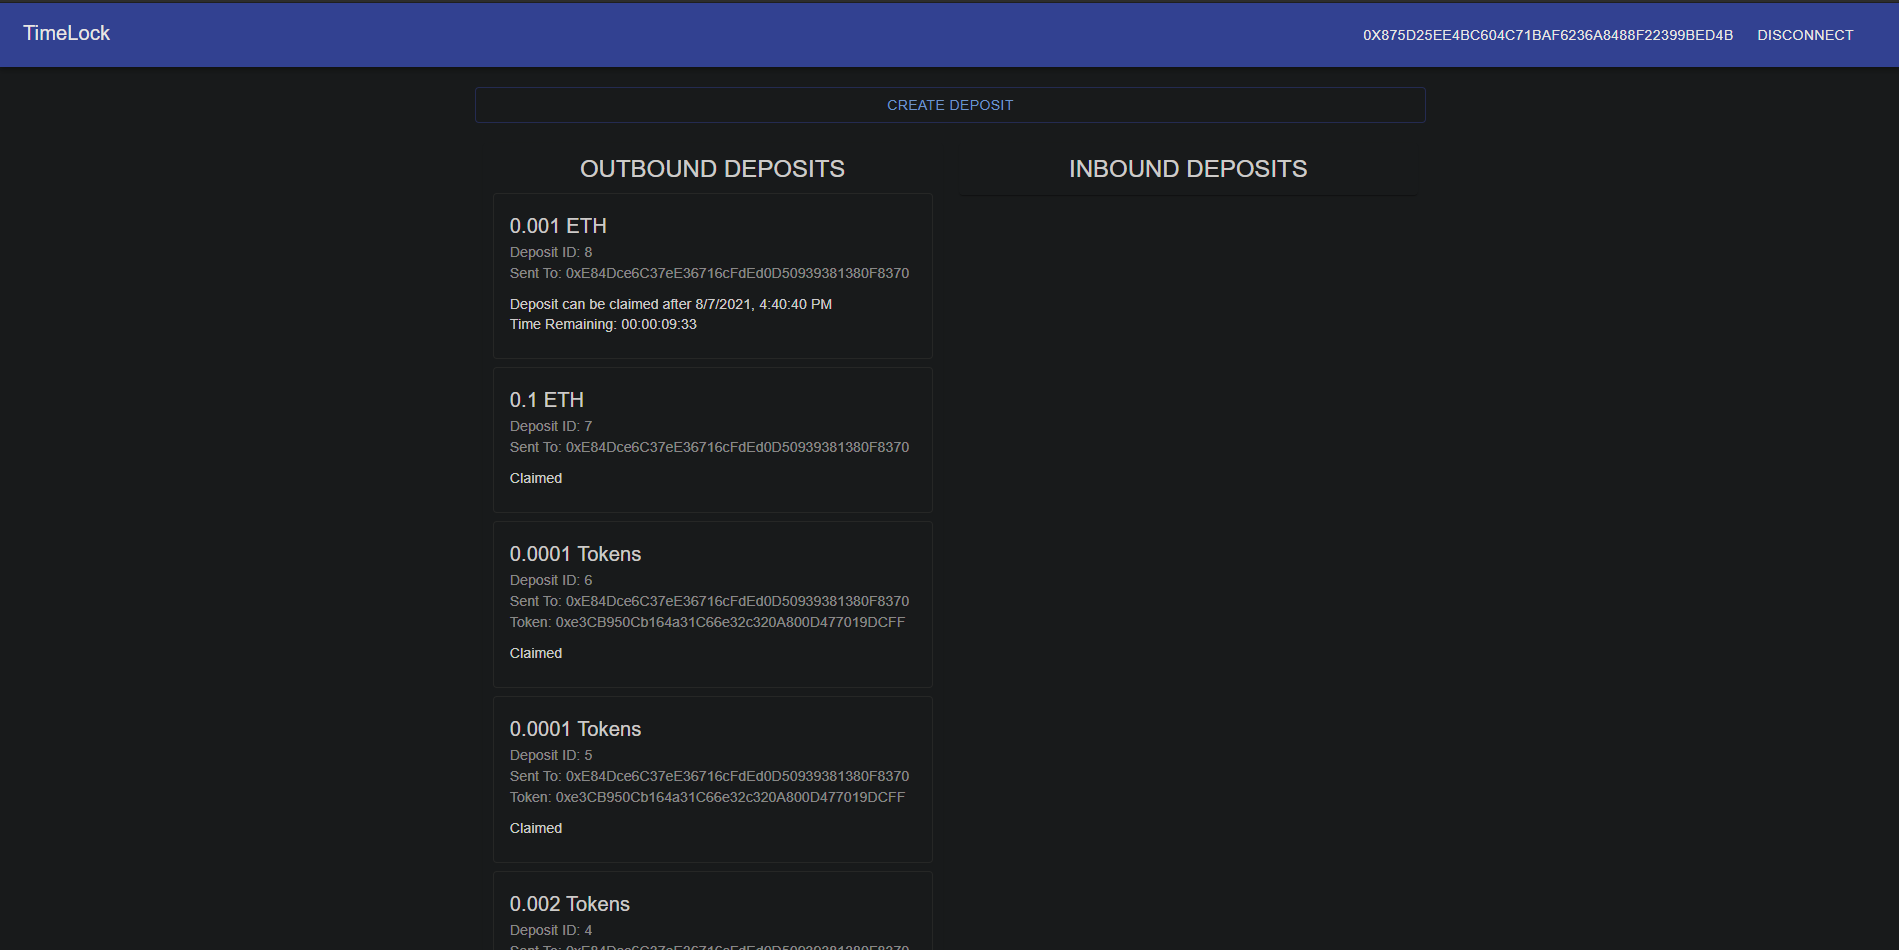 TimeLock
0X875D25EE4BC604C71BAF6236A8488F22399BED4B DISCONNECT
CREATE DEPOSIT
OUTBOUND DEPOSITS
0.001 ETH
Deposit ID: 8
Sent To: 0xE84Dce6C37eE36716cFdEd0D50939381380F8370
Deposit can be claimed after 8/7/2021, 4:40:40 PM
Time Remaining: 00:00:09:33
0.1 ETH
Deposit ID: 7
Sent To: 0xE84Dce6C37eE36716cFdEd0D50939381380F8370
Claimed
0.0001 Tokens
Deposit ID: 6
Sent To: 0xE84Dce6C37eE36716cFdEd0D50939381380F8370
Token: 0xe3CB950Cb164a31C66e32c320A800D477019DCFF
Claimed
0.0001 Tokens
Deposit ID: 5
Sent To: 0xE84Dce6C37eE36716cFdEd0D50939381380F8370
Token: 0xe3CB950Cb164a31C66e32c320A800D477019DCFF
Claimed
0.002 Tokens
Deposit ID: 4
Sent To: 0xE84Dce6C37eE36716cFdEd0D50939381380F8370
INBOUND DEPOSITS